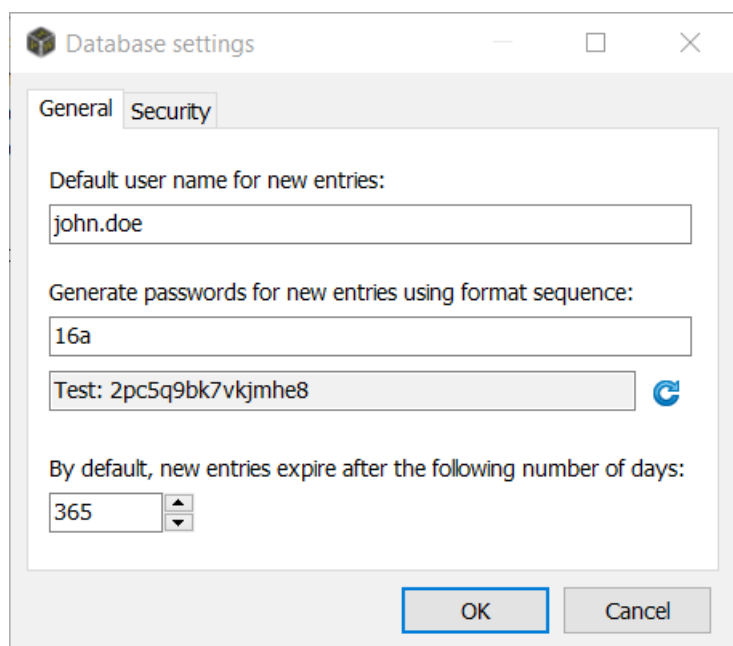 Database settings
General Security
Default user name for new entries:
john.doe
Generate passwords for new entries using format sequence:
16a
Test: 2pc5q9bk7vkjmhe8
By default, new entries expire after the following number of days:
365
OK Cancel